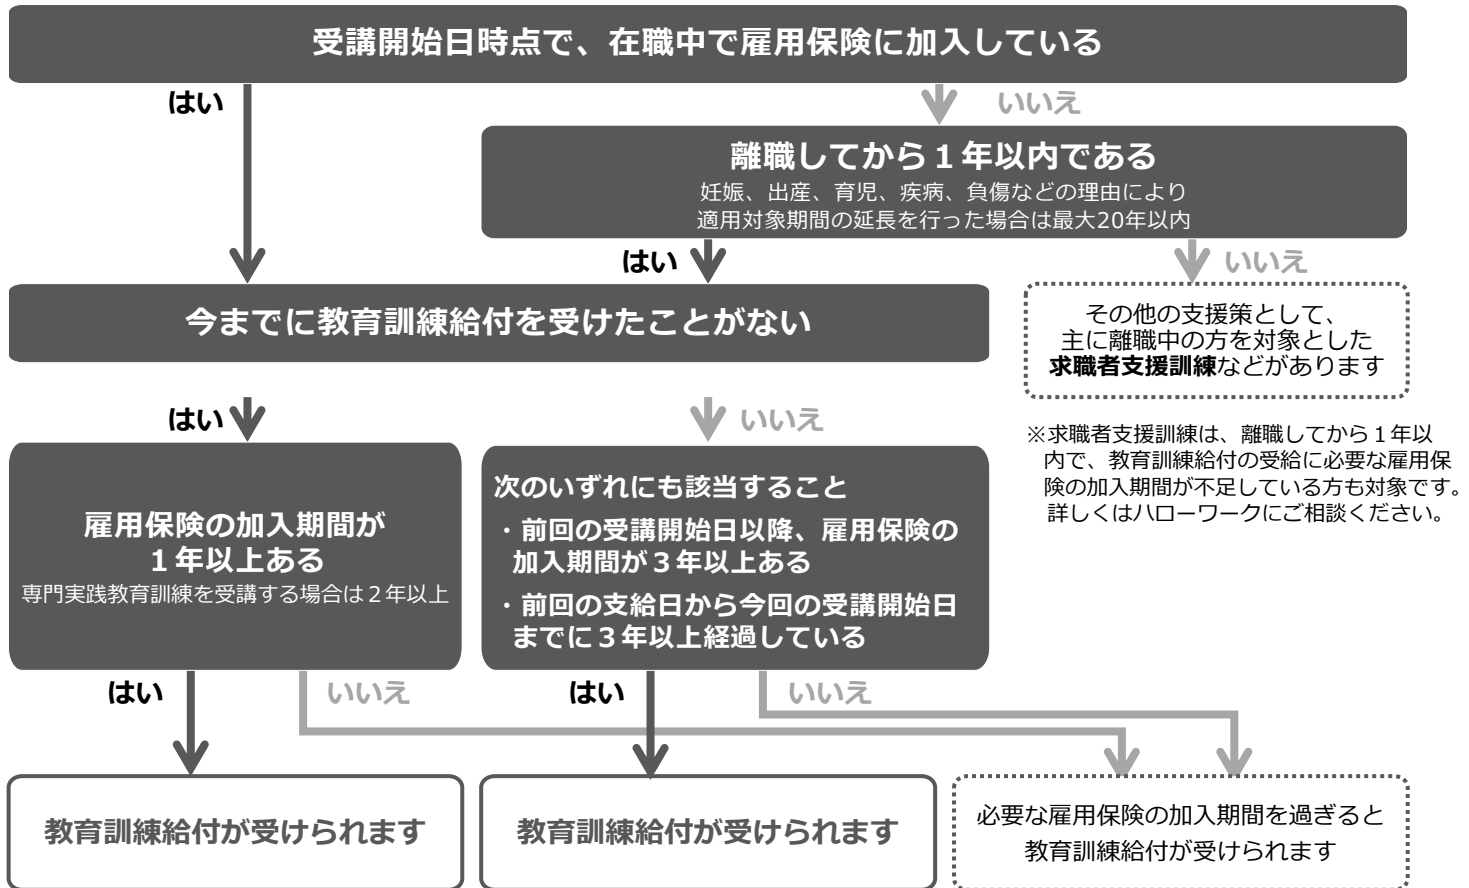 受講開始日時点で、在職中で雇用保険に加入している
はい
いいえ
離職してから１年以内である
妊娠、出産、育児、疾病、負傷などの理由により
適用対象期間の延長を行った場合は最大20年以内
はい
いいえ
今までに教育訓練給付を受けたことがない
その他の支援策として、
主に離職中の方を対象とした
求職者支援訓練などがあります
※求職者支援訓練は、離職してから１年以
内で、教育訓練給付の受給に必要な雇用保
険の加入期間が不足している方も対象です。
詳しくはハローワークにご相談ください。
はい
いいえ
雇用保険の加入期間が
１年以上ある
専門実践教育訓練を受講する場合は２年以上
次のいずれにも該当すること
・前回の受講開始日以降、雇用保険の
加入期間が３年以上ある
・前回の支給日から今回の受講開始日
までに３年以上経過している
はい
いいえ
はい
いいえ
教育訓練給付が受けられます
教育訓練給付が受けられます
必要な雇用保険の加入期間を過ぎると
教育訓練給付が受けられます